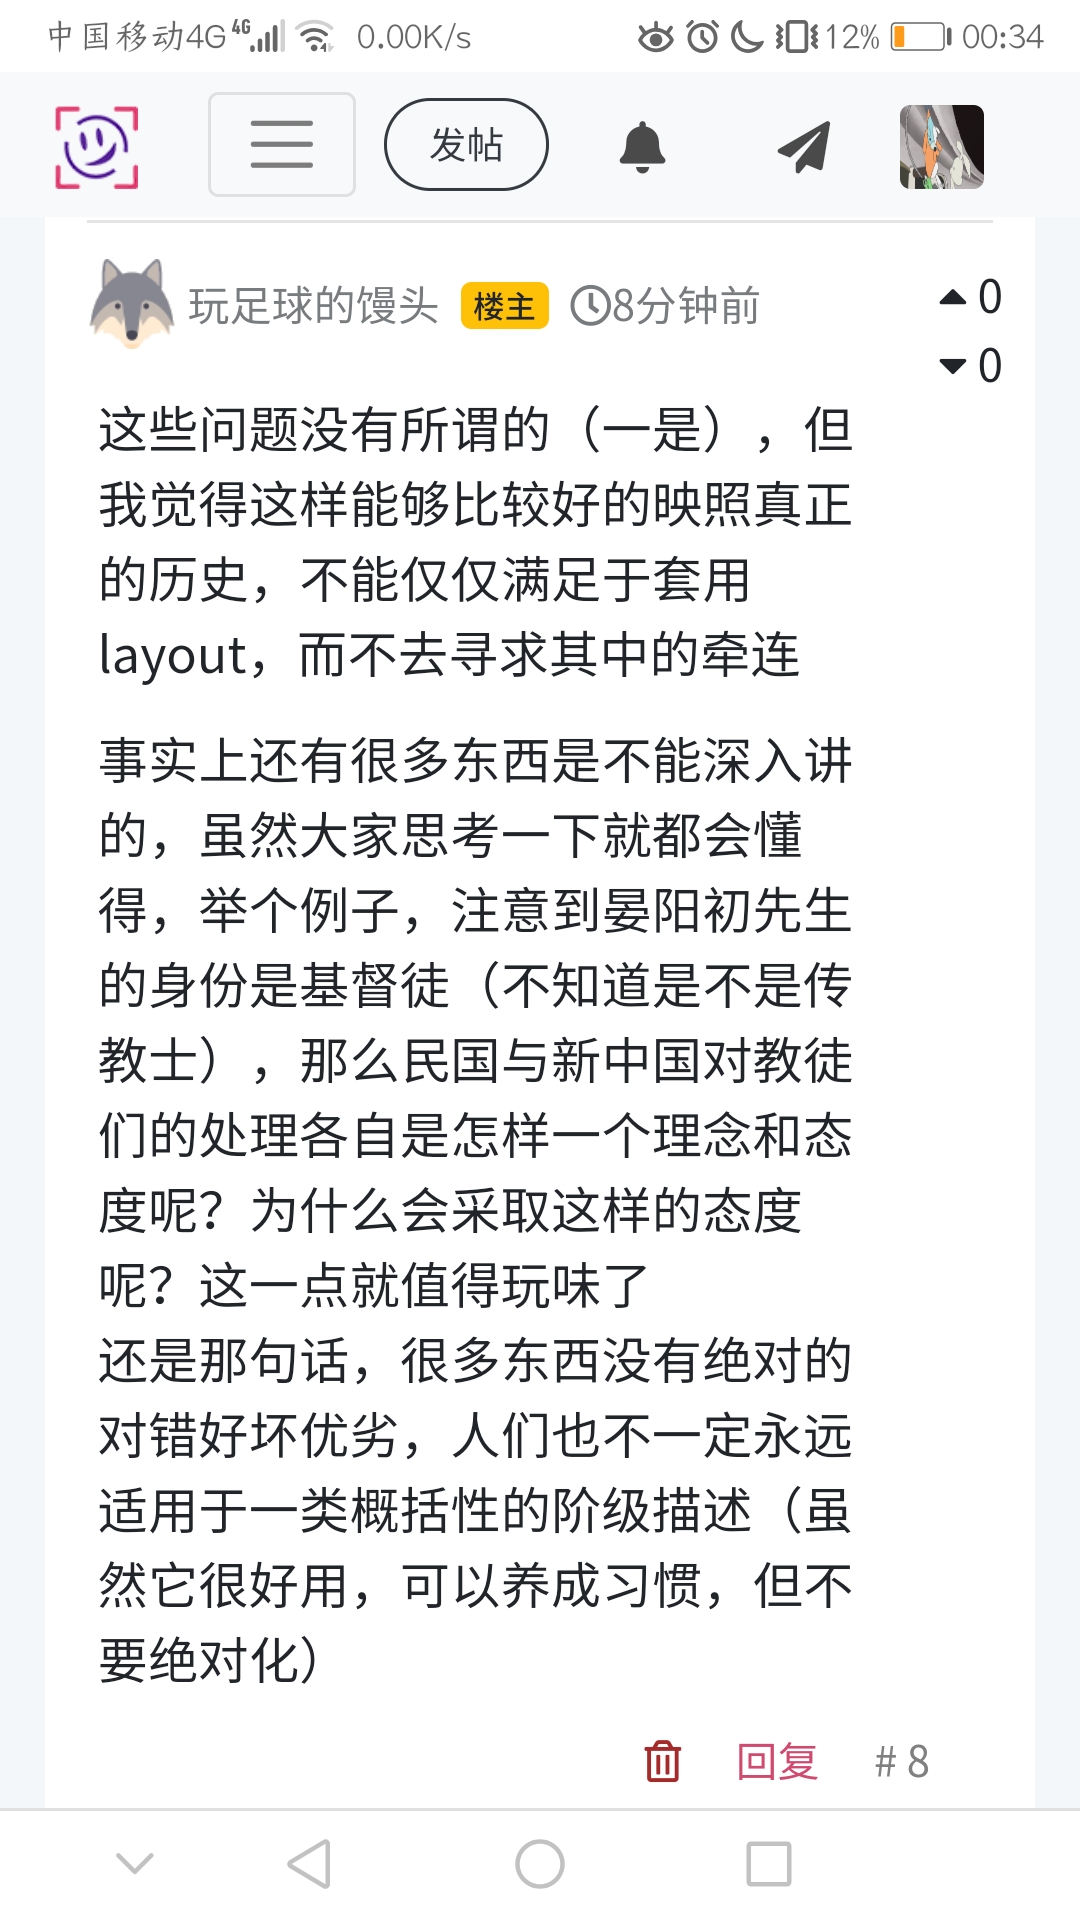 中国移动4G 4G 0.00K/s 12% 00:34
发帖
玩足球的馒头 楼主 8分钟前
0
0
这些问题没有所谓的（一是），但
我觉得这样能够比较好的映照真正
的历史，不能仅仅满足于套用
layout，而不去寻求其中的牵连
事实上还有很多东西是不能深入讲
的，虽然大家思考一下就都会懂
得，举个例子，注意到晏阳初先生
的身份是基督徒（不知道是不是传
教士），那么民国与新中国对教徒
们的处理各自是怎样一个理念和态
度呢？为什么会采取这样的态度
呢？这一点就值得玩味了
还是那句话，很多东西没有绝对的
对错好坏优劣，人们也不一定永远
适用于一类概括性的阶级描述（虽
然它很好用，可以养成习惯，但不
要绝对化）
回复 # 8